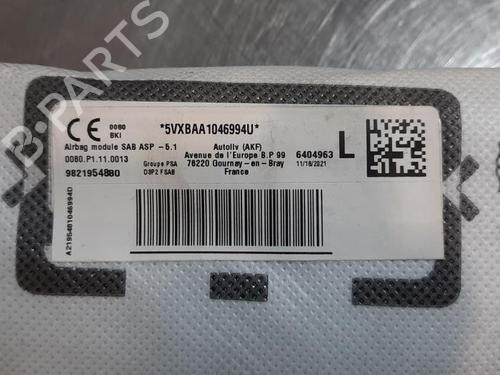 CE 0080
BKI
*5VXBAA1046994U*
Airbag module SAB ASP -5.1
0080.P1.11.0013
9821954880
Groupe PSA
D3P2 FSAB
Autoliv (AKF)
Avenue de l'Europe B.P 99
76220 Gournay-en-Bray
France
6404963
11/18/2021
L
A2195481046994D
B-PARTS